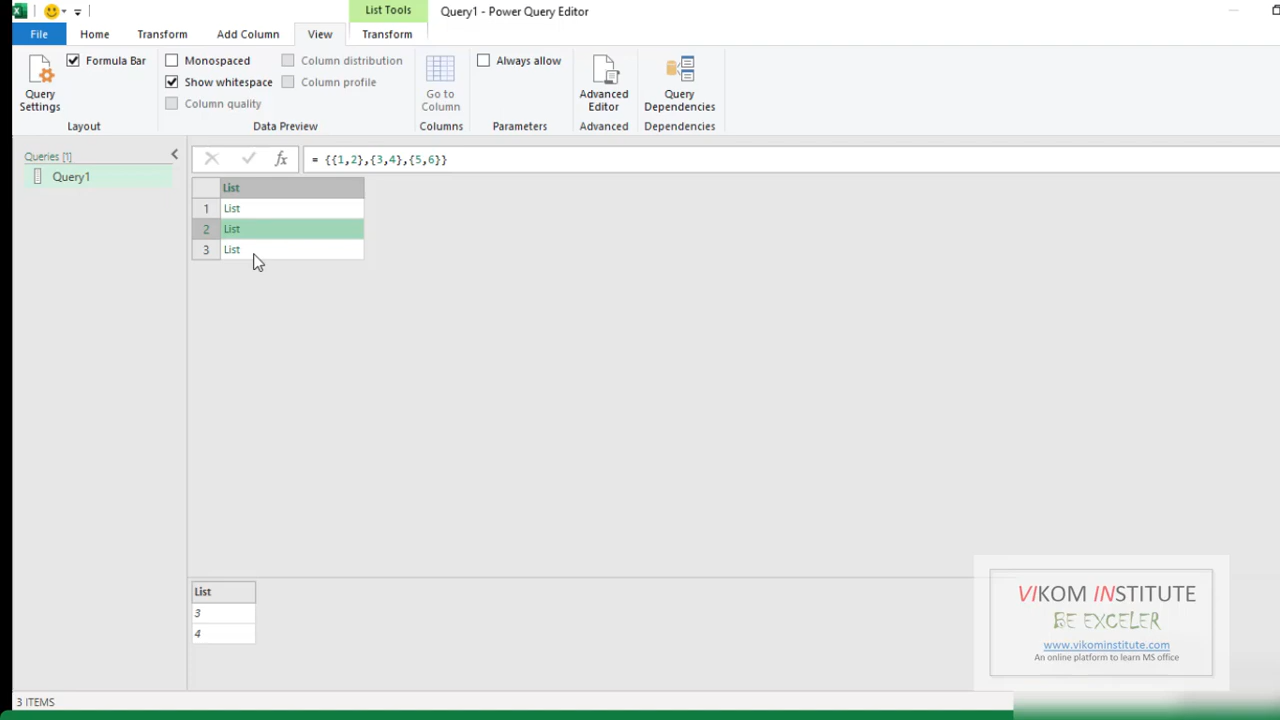 List Tools
Query1 - Power Query Editor
File
Home
Transform
Add Column
View
Transform
Query
Settings
Formula Bar
Layout
Monospaced
Show whitespace
Column quality
Column distribution
Column profile
Data Preview
Go to
Column
Columns
Always allow
Parameters
Advanced
Editor
Advanced
Query
Dependencies
Dependencies
Queries [1]
Query1
fx
= {{1,2},{3,4},{5,6}}
List
1 List
2 List
3 List
List
3
4
VIKOM INSTITUTE
BE EXCELER
www.vikominstitute.com
An online platform to learn MS office
3 ITEMS